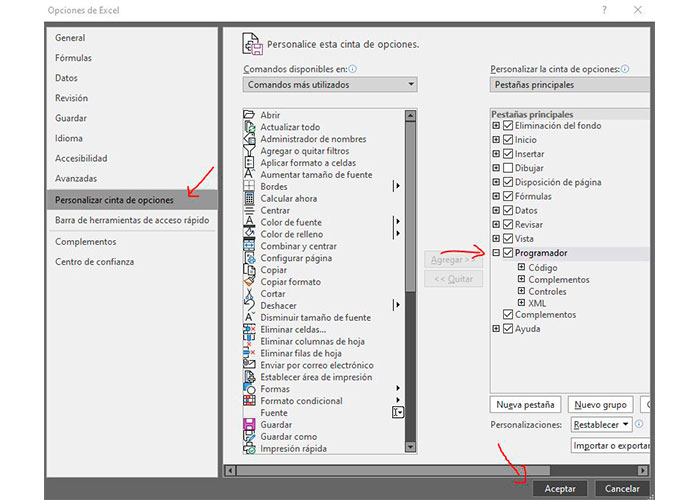 Opciones de Excel
?
General
Fórmulas
Datos
Revisión
Guardar
Idioma
Accesibilidad
Avanzadas
Personalizar cinta de opciones
Barra de herramientas de acceso rápido
Complementos
Centro de confianza
Personalice esta cinta de opciones.
Comandos disponibles en:
Comandos más utilizados
Abrir
Actualizar todo
Administrador de nombres
Agregar o quitar filtros
Aplicar formato a celdas
Aumentar tamaño de fuente
Bordes
Calcular ahora
Centrar
Color de fuente
Color de relleno
Combinar y centrar
Configurar página
Copiar
Copiar formato
Cortar
Deshacer
Disminuir tamaño de fuente
Eliminar celdas...
Eliminar columnas de hoja
Eliminar filas de hoja
Enviar por correo electrónico
Establecer área de impresión
Formas
Formato condicional
Fuente
Guardar
Guardar como
Impresión rápida
Agregar >>
<< Quitar
Personalizar la cinta de opciones:
Pestañas principales
Pestañas principales
Eliminación del fondo
Inicio
Insertar
Dibujar
Disposición de página
Fórmulas
Datos
Revisar
Vista
Programador
Código
Complementos
Controles
XML
Complementos
Ayuda
Nueva pestaña
Nuevo grupo
Personalizaciones:
Restablecer
Importar o exportar
Aceptar
Cancelar